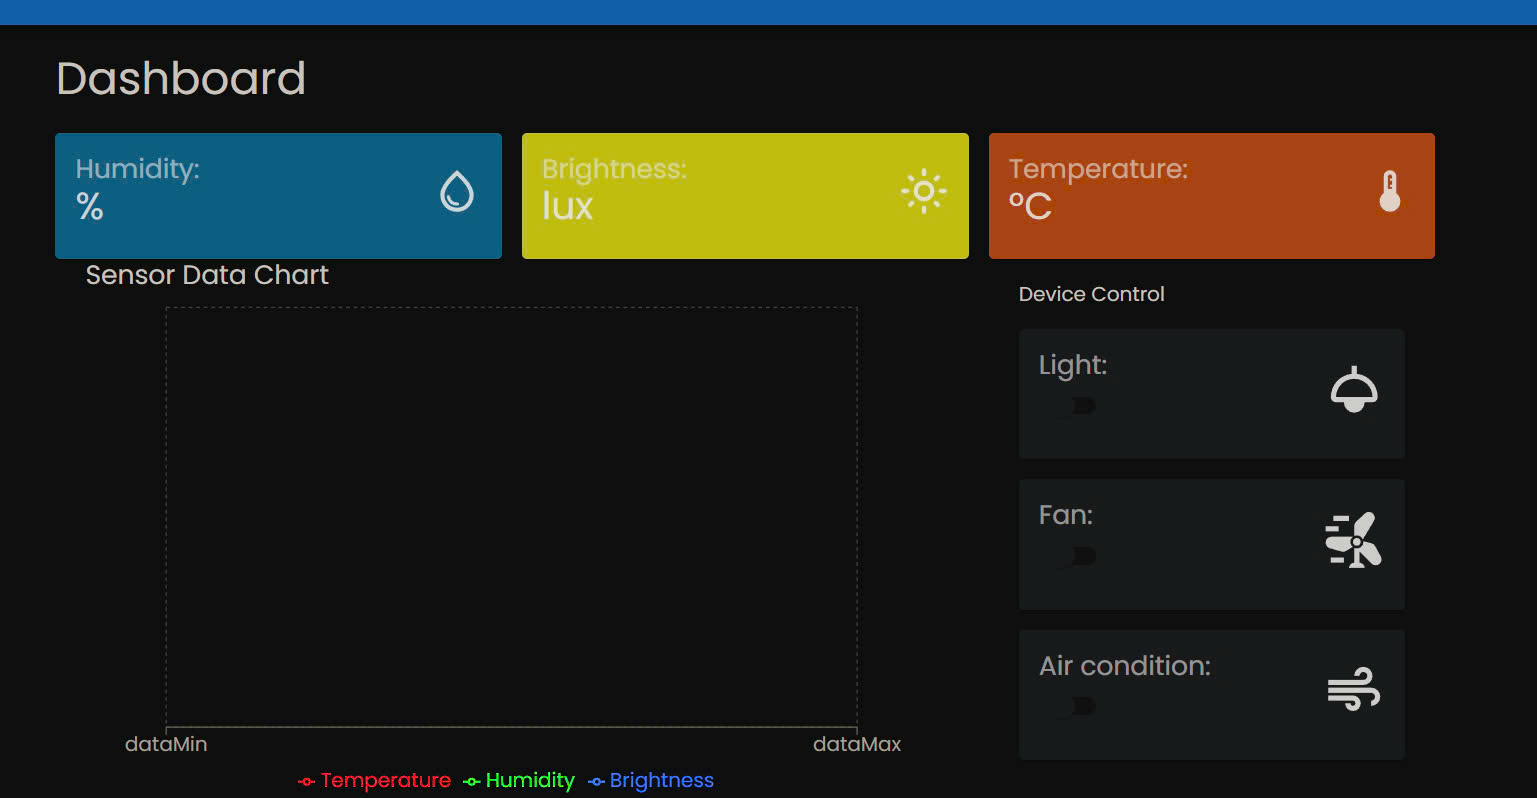 Dashboard
Humidity:
%
Brightness:
lux
Temperature:
°C
Sensor Data Chart
dataMin
dataMax
Temperature Humidity Brightness
Device Control
Light:
Fan:
Air condition: